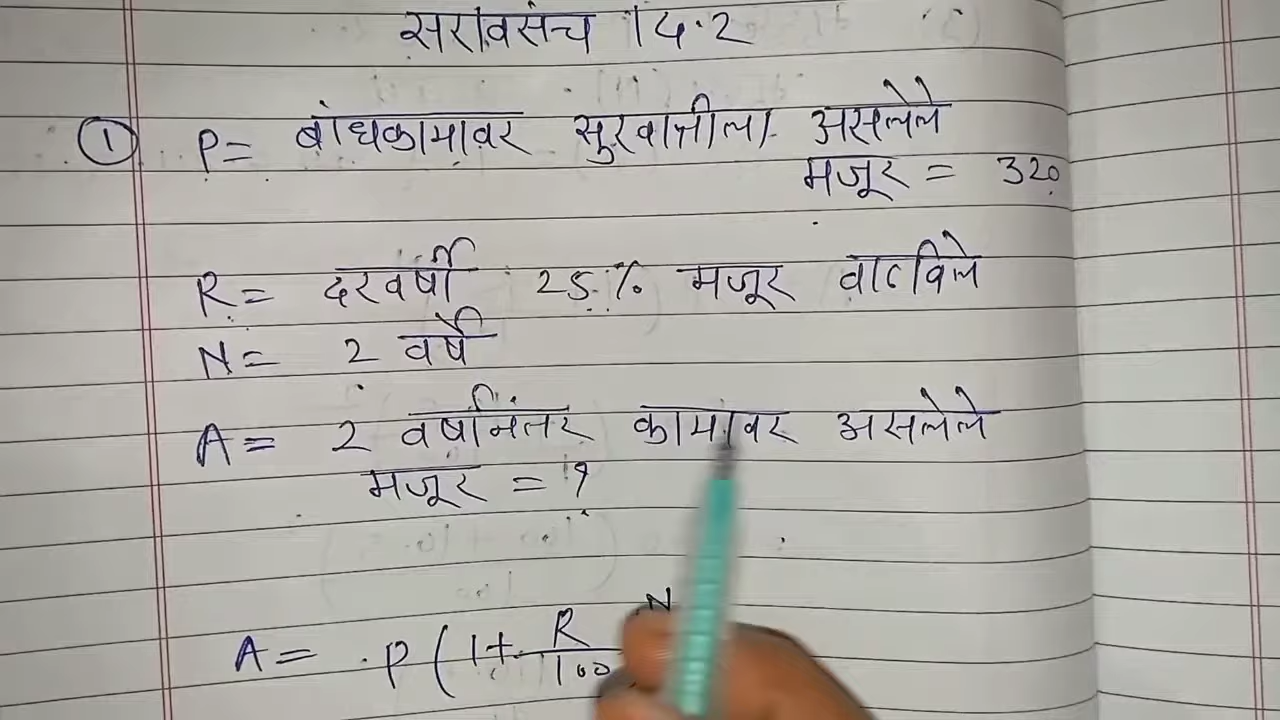 सरावसंच 14.2
① P = बांधकामावर सुरवातीला असलेले
मजूर = 320
R = दरवर्षी 25% मजूर वाढविले
N = 2 वर्षे
A = 2 वर्षानंतर कामावर असलेले
मजूर = ?
A = P ( 1 + R / 100 N